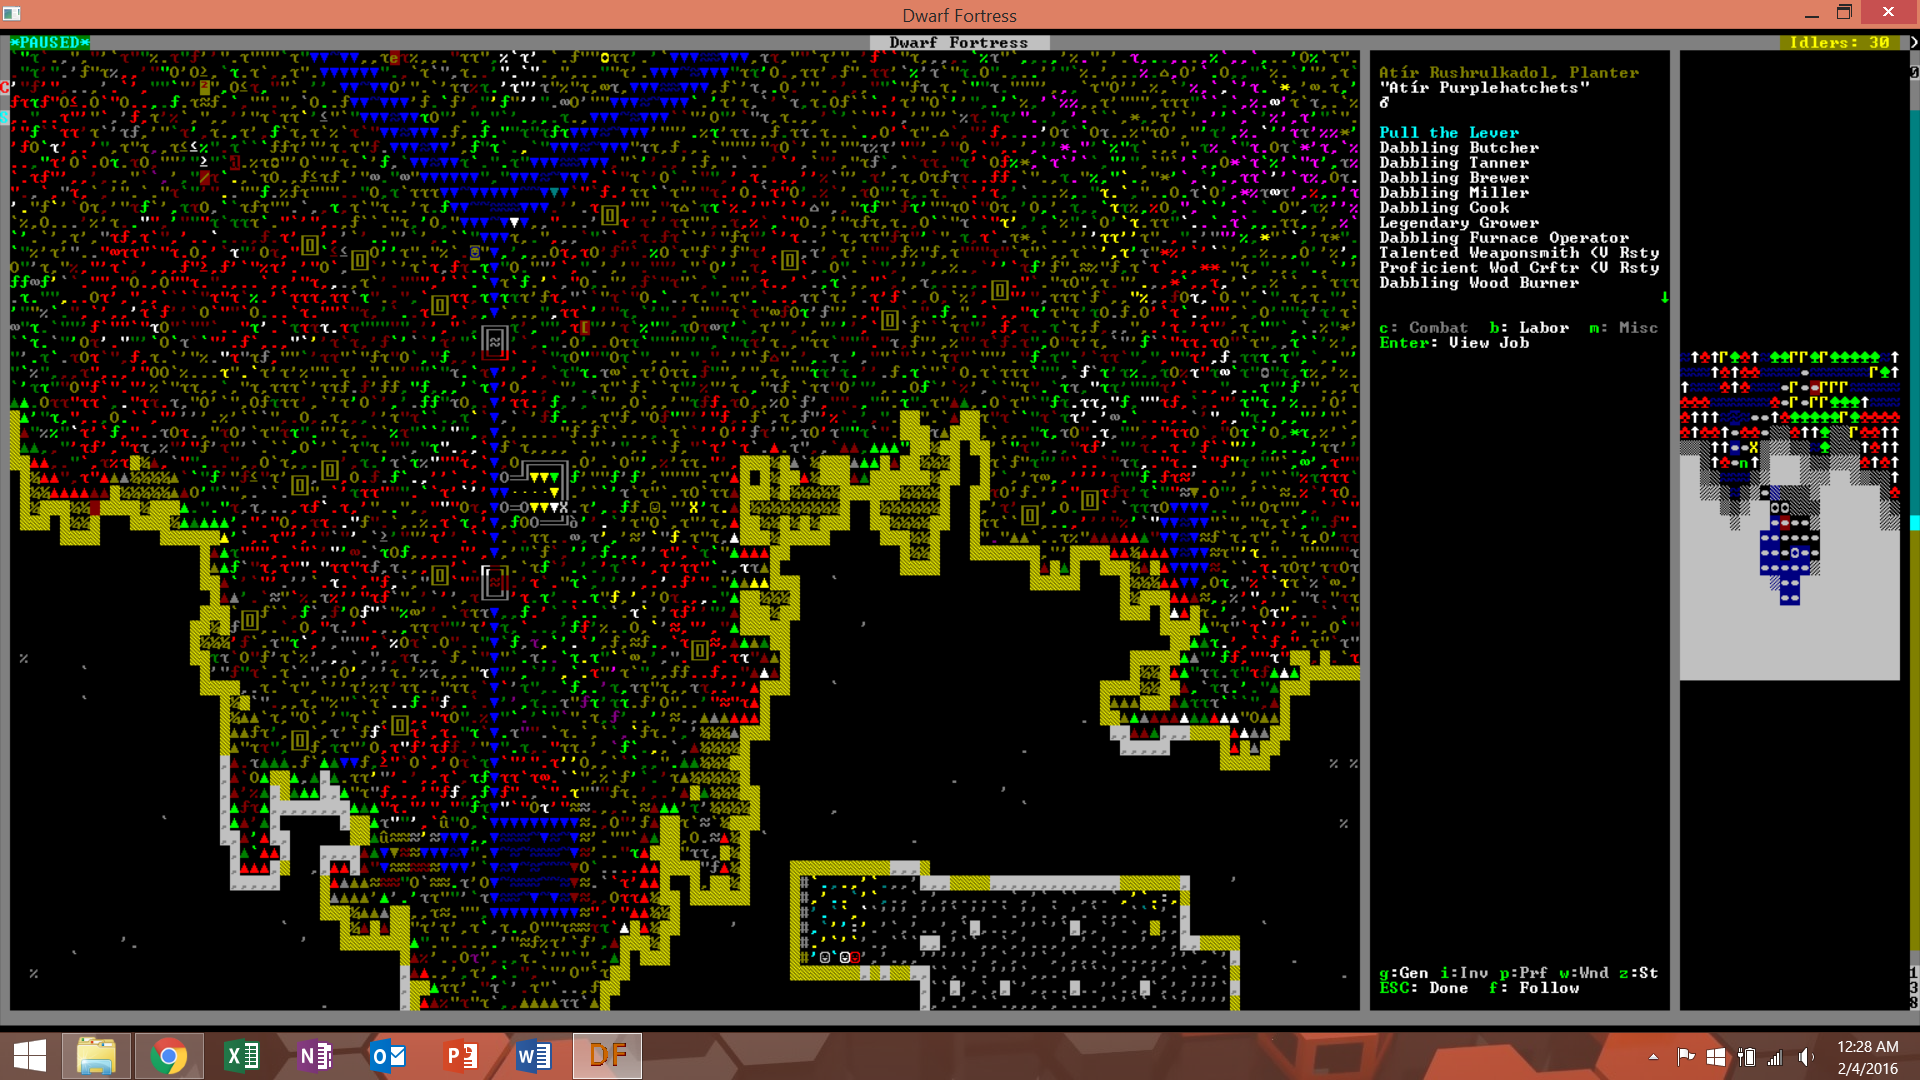 Dwarf Fortress
*PAUSED*
Dwarf Fortress
Idlers: 30
Atír Rushrulkadol, Planter
"Atír Purplehatchets"
♂
Pull the Lever
Dabbling Butcher
Dabbling Tanner
Dabbling Brewer
Dabbling Miller
Dabbling Cook
Legendary Grower
Dabbling Furnace Operator
Talented Weaponsmith (V Rsty
Proficient Wod Crftr (V Rsty
Dabbling Wood Burner
c: Combat b: Labor m: Misc
Enter: View Job
g:Gen i:Inv p:Prf w:Wnd z:St
ESC: Done f: Follow
DF
12:28 AM
2/4/2016